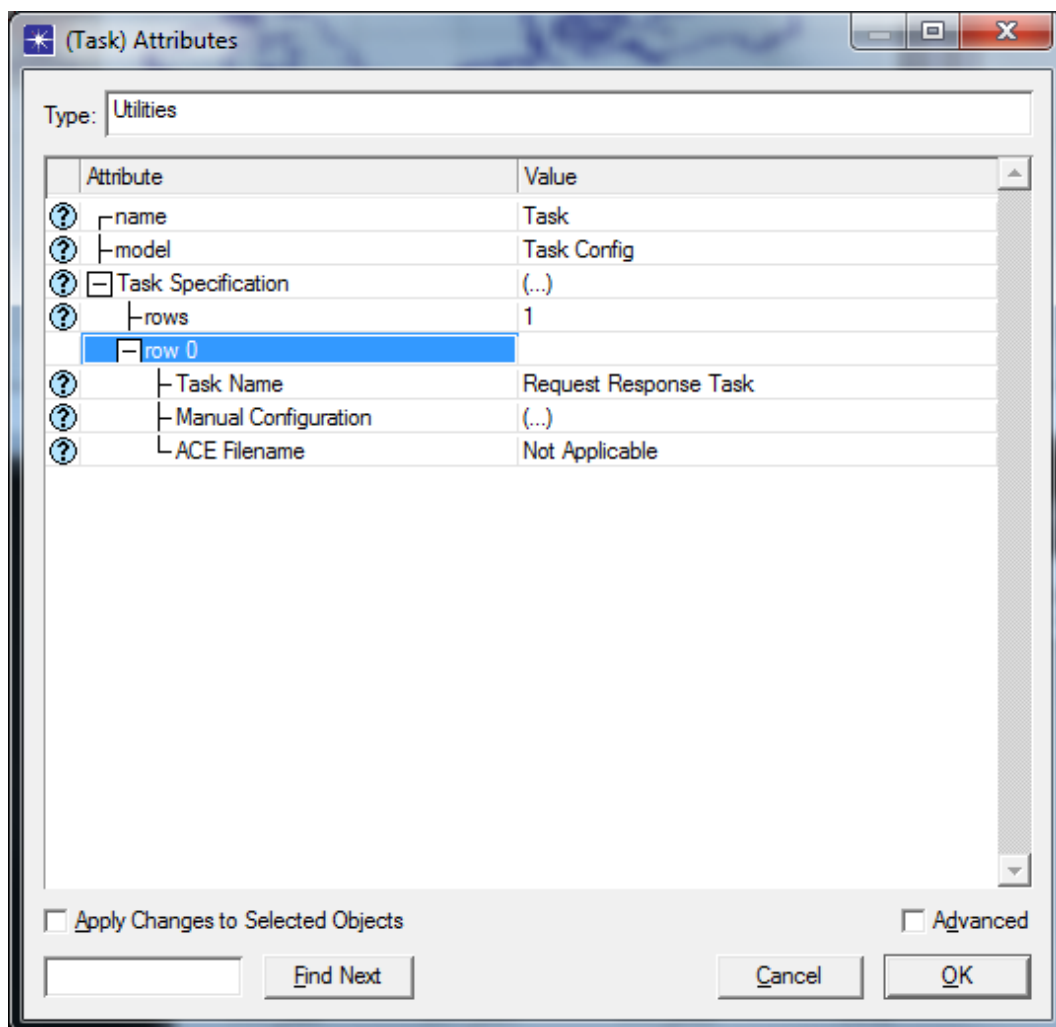 (Task) Attributes
Type: Utilities
Attribute Value
name Task
model Task Config
Task Specification (...)
rows 1
row 0
Task Name Request Response Task
Manual Configuration (...)
ACE Filename Not Applicable
Apply Changes to Selected Objects Advanced
Find Next Cancel OK